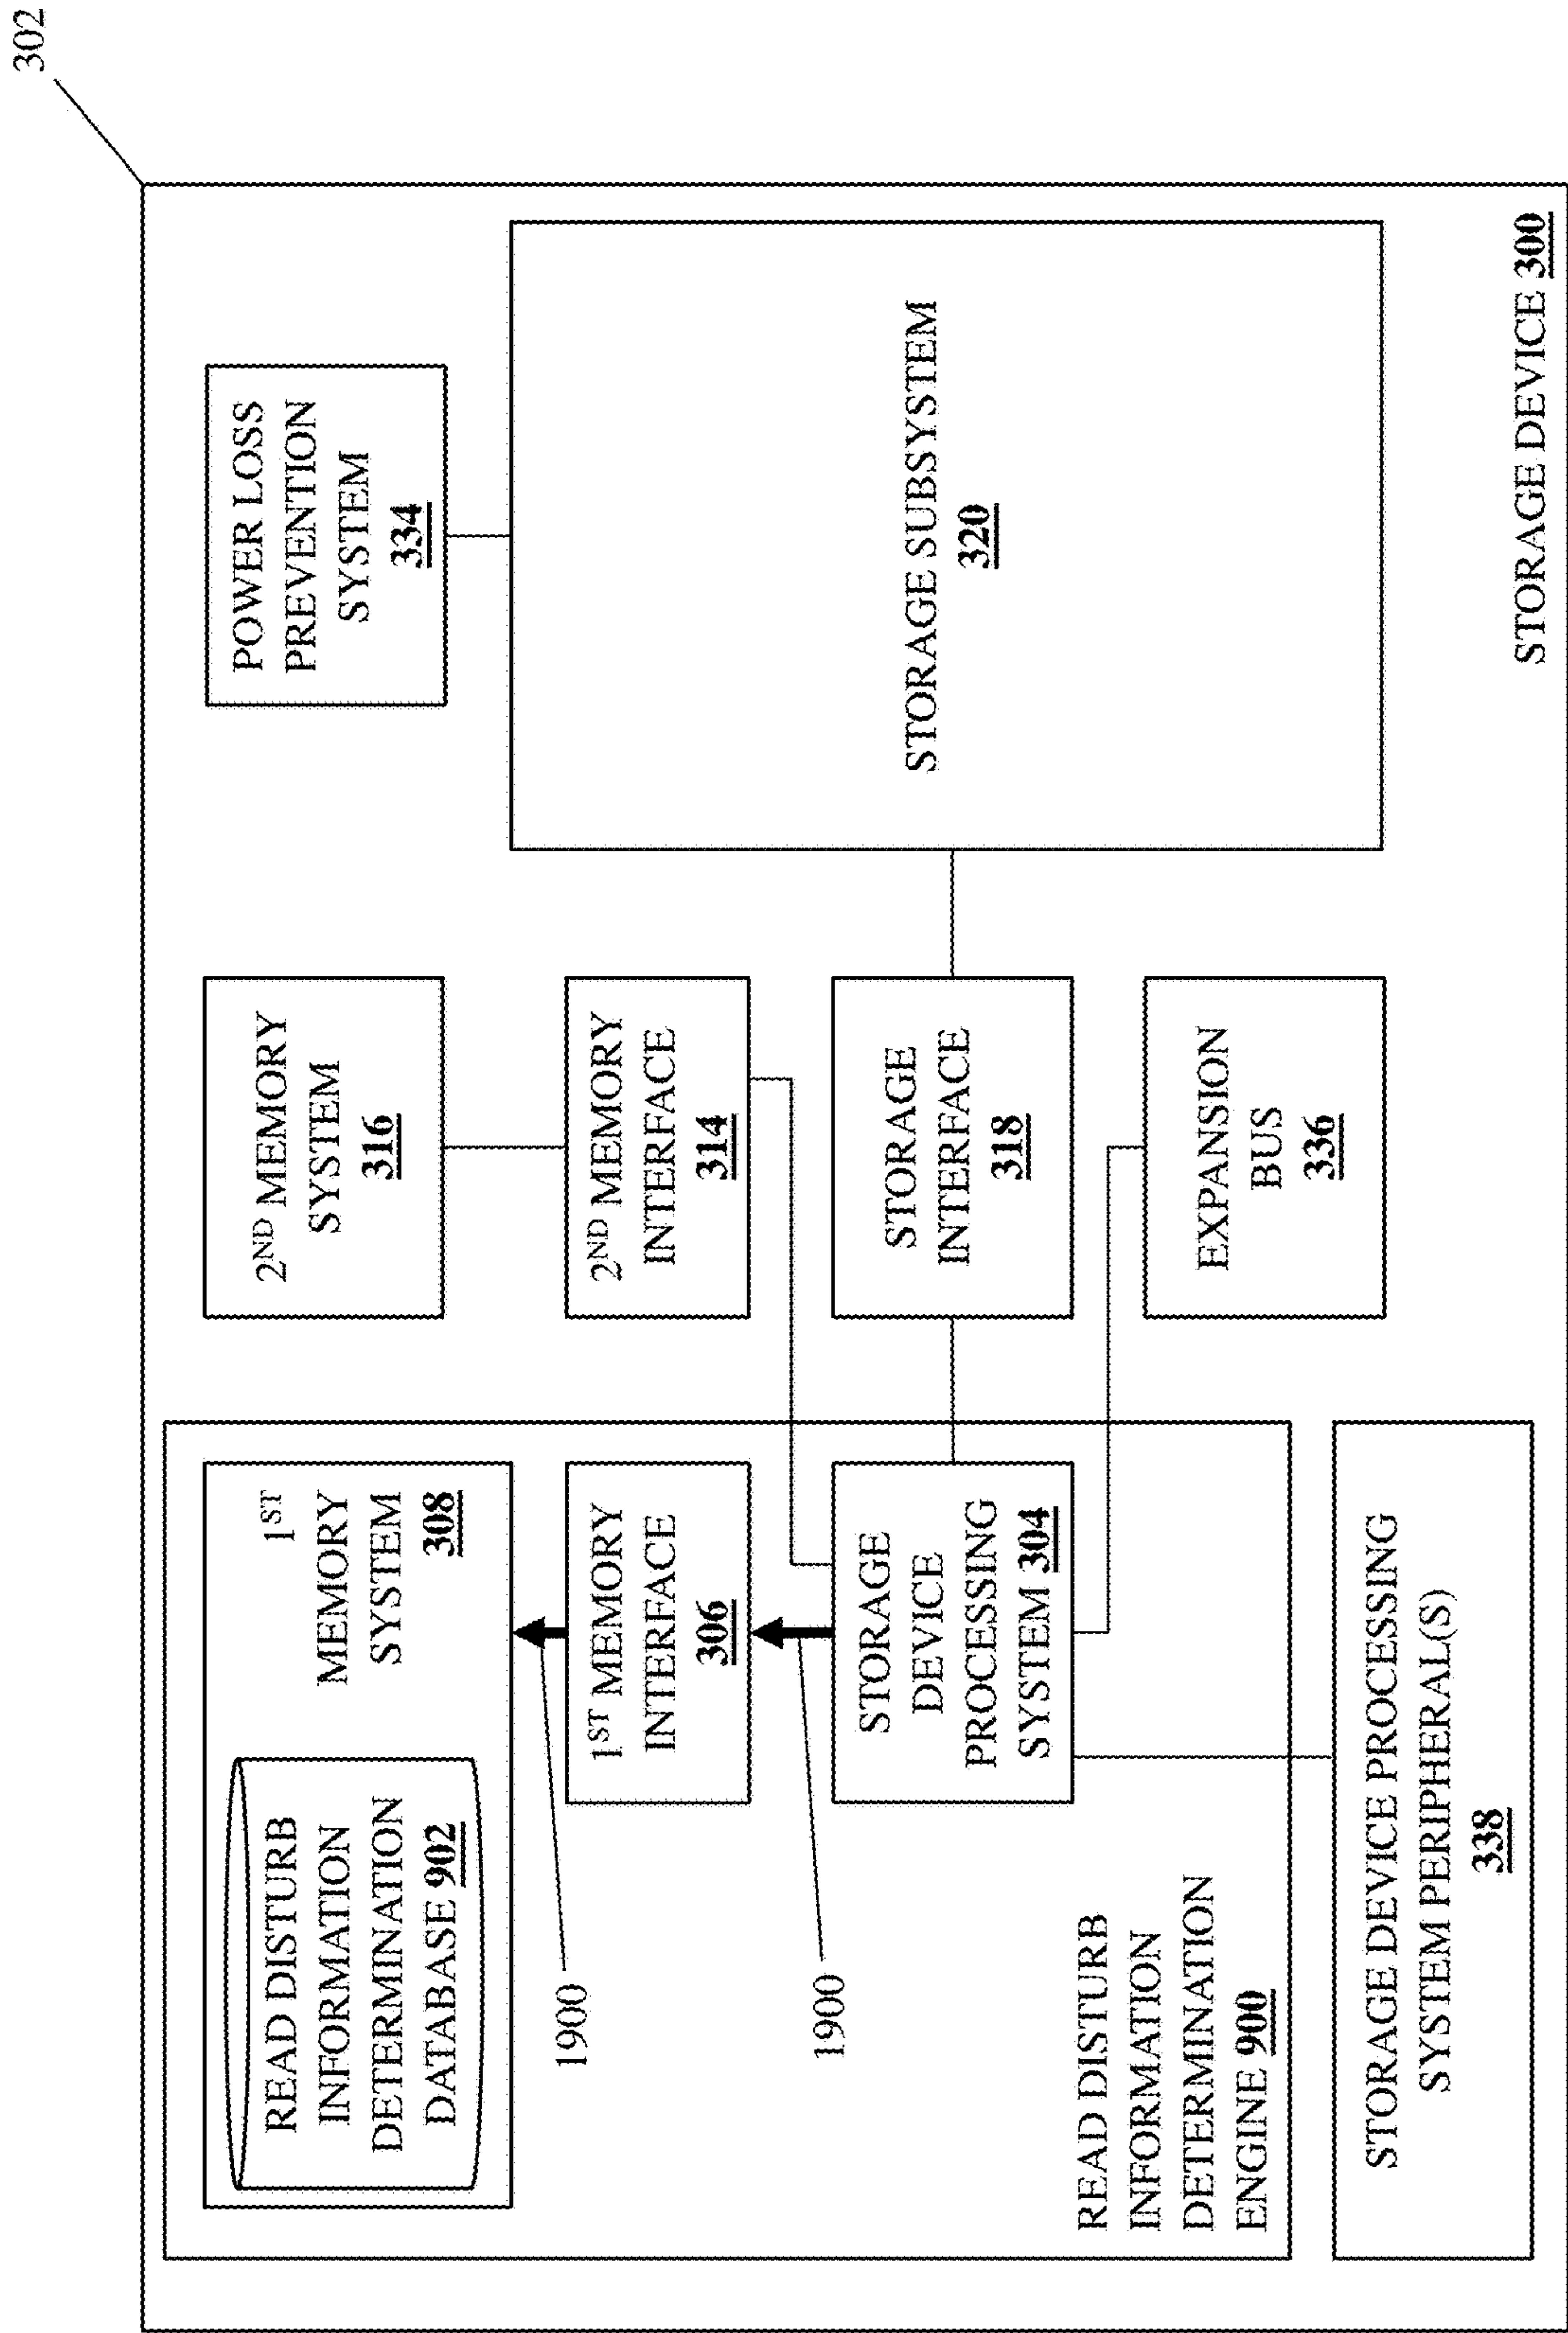 302
READ DISTURB
INFORMATION
DETERMINATION
DATABASE 902
1ST
MEMORY
SYSTEM
308
2ND MEMORY
SYSTEM
316
POWER LOSS
PREVENTION
SYSTEM
334
1900
1ST MEMORY
INTERFACE
306
2ND MEMORY
INTERFACE
314
1900
STORAGE
DEVICE
PROCESSING
SYSTEM 304
STORAGE
INTERFACE
318
STORAGE SUBSYSTEM
320
READ DISTURB
INFORMATION
DETERMINATION
ENGINE 900
EXPANSION
BUS
336
STORAGE DEVICE PROCESSING
SYSTEM PERIPHERAL(S)
338
STORAGE DEVICE 300